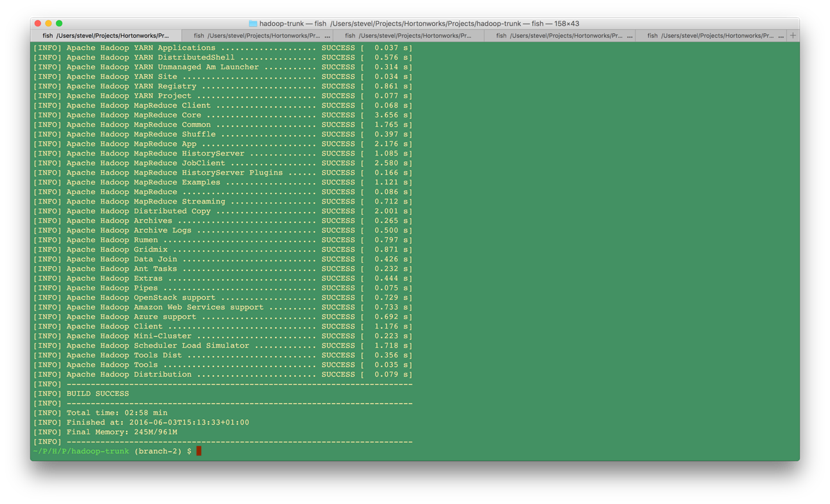 hadoop-trunk — fish /Users/stevel/Projects/Hortonworks/Projects/hadoop-trunk — fish — 158×43
fish /Users/stevel/Projects/Hortonworks/Pr... fish /Users/stevel/Projects/Hortonworks/Pr... ... fish /Users/stevel/Projects/Hortonworks/Pr... fish /Users/stevel/Projects/Hortonworks/Pr... ... fish /Users/stevel/Projects/Hortonworks/Pr... ... +
[INFO] Apache Hadoop YARN Applications .................... SUCCESS [  0.037 s]
[INFO] Apache Hadoop YARN DistributedShell ................ SUCCESS [  0.576 s]
[INFO] Apache Hadoop YARN Unmanaged Am Launcher ........... SUCCESS [  0.314 s]
[INFO] Apache Hadoop YARN Site ............................ SUCCESS [  0.034 s]
[INFO] Apache Hadoop YARN Registry ........................ SUCCESS [  0.861 s]
[INFO] Apache Hadoop YARN Project ......................... SUCCESS [  0.077 s]
[INFO] Apache Hadoop MapReduce Client ..................... SUCCESS [  0.068 s]
[INFO] Apache Hadoop MapReduce Core ....................... SUCCESS [  3.656 s]
[INFO] Apache Hadoop MapReduce Common ..................... SUCCESS [  1.765 s]
[INFO] Apache Hadoop MapReduce Shuffle .................... SUCCESS [  0.397 s]
[INFO] Apache Hadoop MapReduce App ........................ SUCCESS [  2.176 s]
[INFO] Apache Hadoop MapReduce HistoryServer .............. SUCCESS [  1.085 s]
[INFO] Apache Hadoop MapReduce JobClient .................. SUCCESS [  2.580 s]
[INFO] Apache Hadoop MapReduce HistoryServer Plugins ...... SUCCESS [  0.166 s]
[INFO] Apache Hadoop MapReduce Examples ................... SUCCESS [  1.121 s]
[INFO] Apache Hadoop MapReduce ............................ SUCCESS [  0.086 s]
[INFO] Apache Hadoop MapReduce Streaming .................. SUCCESS [  0.712 s]
[INFO] Apache Hadoop Distributed Copy ..................... SUCCESS [  2.001 s]
[INFO] Apache Hadoop Archives ............................. SUCCESS [  0.265 s]
[INFO] Apache Hadoop Archive Logs ......................... SUCCESS [  0.500 s]
[INFO] Apache Hadoop Rumen ................................ SUCCESS [  0.797 s]
[INFO] Apache Hadoop Gridmix .............................. SUCCESS [  0.871 s]
[INFO] Apache Hadoop Data Join ............................ SUCCESS [  0.426 s]
[INFO] Apache Hadoop Ant Tasks ............................ SUCCESS [  0.232 s]
[INFO] Apache Hadoop Extras ............................... SUCCESS [  0.444 s]
[INFO] Apache Hadoop Pipes ................................ SUCCESS [  0.075 s]
[INFO] Apache Hadoop OpenStack support .................... SUCCESS [  0.729 s]
[INFO] Apache Hadoop Amazon Web Services support .......... SUCCESS [  0.733 s]
[INFO] Apache Hadoop Azure support ........................ SUCCESS [  0.692 s]
[INFO] Apache Hadoop Client ............................... SUCCESS [  1.176 s]
[INFO] Apache Hadoop Mini-Cluster ......................... SUCCESS [  0.223 s]
[INFO] Apache Hadoop Scheduler Load Simulator ............. SUCCESS [  1.718 s]
[INFO] Apache Hadoop Tools Dist ........................... SUCCESS [  0.356 s]
[INFO] Apache Hadoop Tools ................................ SUCCESS [  0.035 s]
[INFO] Apache Hadoop Distribution ......................... SUCCESS [  0.079 s]
[INFO] ------------------------------------------------------------------------
[INFO] BUILD SUCCESS
[INFO] ------------------------------------------------------------------------
[INFO] Total time: 02:58 min
[INFO] Finished at: 2016-06-03T15:13:33+01:00
[INFO] Final Memory: 245M/961M
[INFO] ------------------------------------------------------------------------
~/P/H/P/hadoop-trunk (branch-2) $